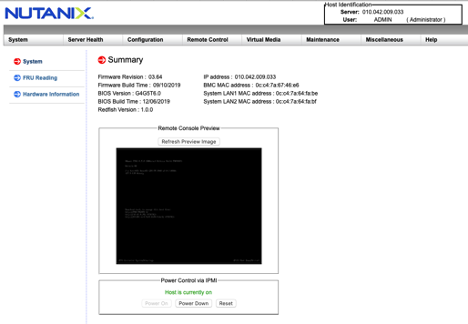 NUTANIX.
Host Identification
Server: 010.042.009.033
User: ADMIN ( Administrator )
System Server Health Configuration Remote Control Virtual Media Maintenance Miscellaneous Help
System
FRU Reading
Hardware Information
Summary
Firmware Revision : 03.64 IP address : 010.042.009.033
Firmware Build Time : 09/10/2019 BMC MAC address : 0c:c4:7a:67:46:e6
BIOS Version : G4G5T6.0 System LAN1 MAC address : 0c:c4:7a:64:fa:be
BIOS Build Time : 12/06/2019 System LAN2 MAC address : 0c:c4:7a:64:fa:bf
Redfish Version : 1.0.0
Remote Console Preview
Refresh Preview Image
Power Control via IPMI
Host is currently on
Power On Power Down Reset